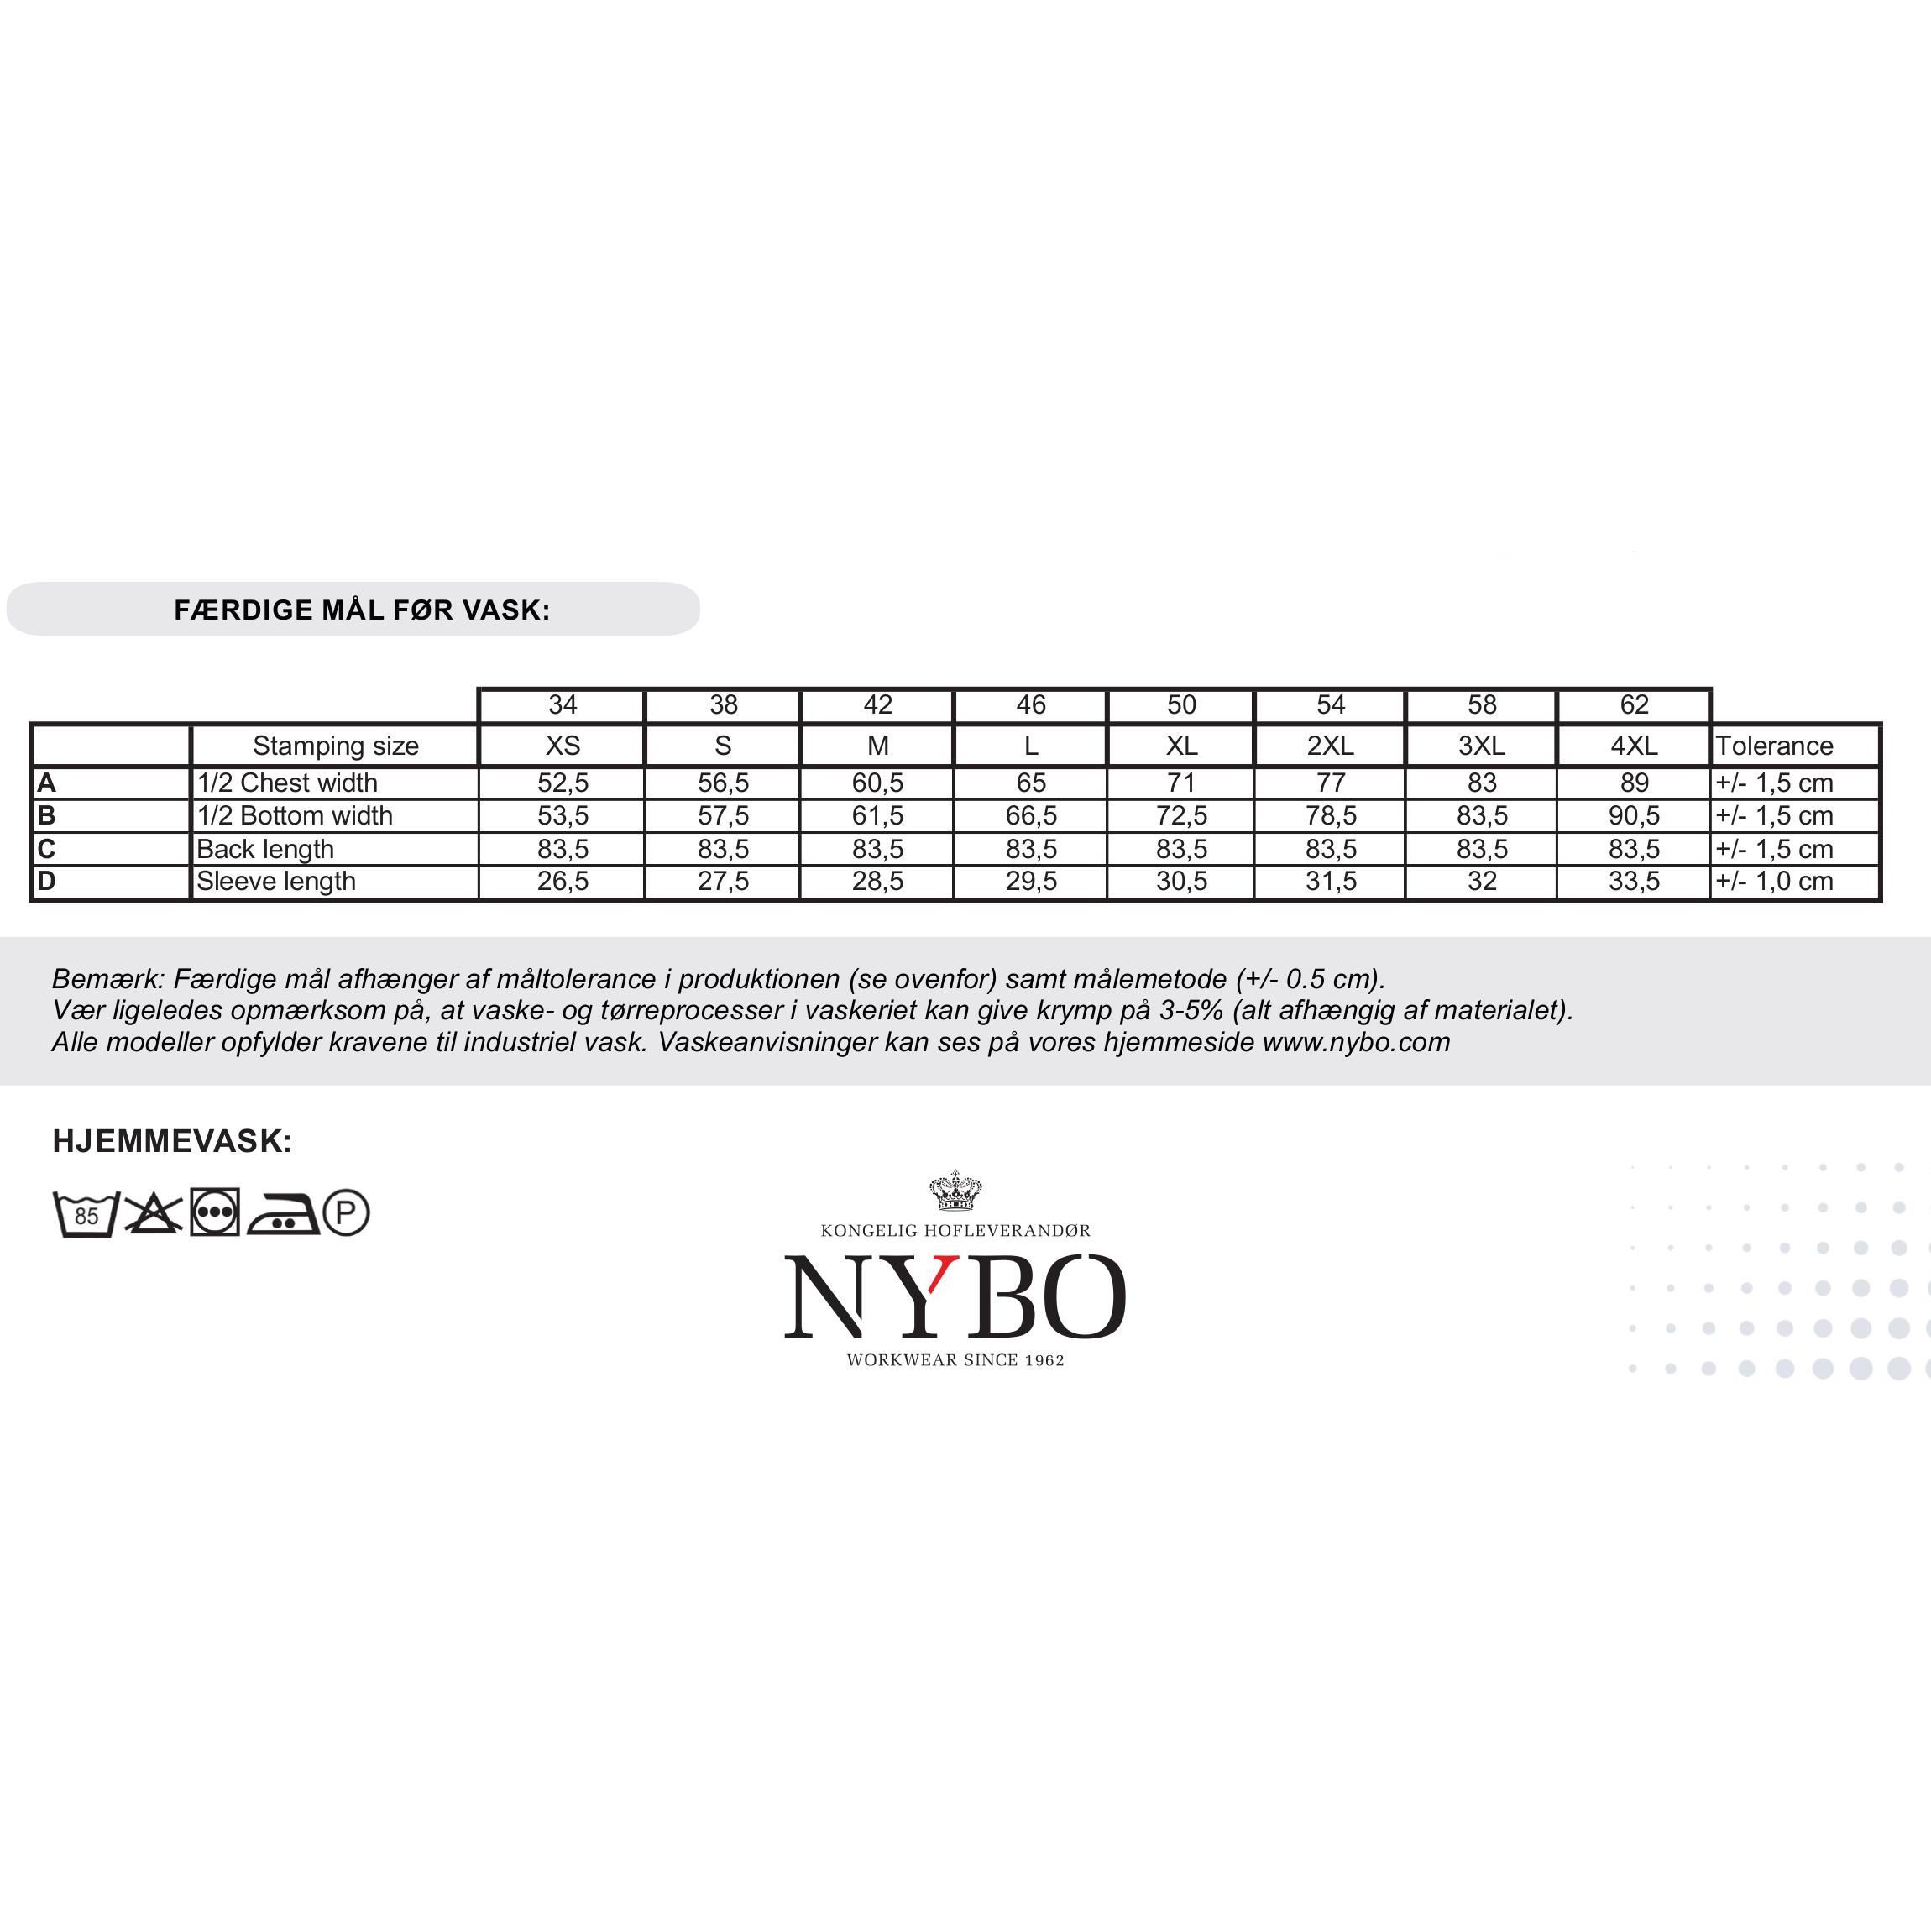 FÆRDIGE MÅL FØR VASK:
34 38 42 46 50 54 58 62
Stamping size XS S M L XL 2XL 3XL 4XL Tolerance
A 1/2 Chest width 52,5 56,5 60,5 65 71 77 83 89 +/- 1,5 cm
B 1/2 Bottom width 53,5 57,5 61,5 66,5 72,5 78,5 83,5 90,5 +/- 1,5 cm
C Back length 83,5 83,5 83,5 83,5 83,5 83,5 83,5 83,5 +/- 1,5 cm
D Sleeve length 26,5 27,5 28,5 29,5 30,5 31,5 32 33,5 +/- 1,0 cm
Bemærk: Færdige mål afhænger af måltolerance i produktionen (se ovenfor) samt målemetode (+/- 0.5 cm).
Vær ligeledes opmærksom på, at vaske- og tørreprocesser i vaskeriet kan give krymp på 3-5% (alt afhængig af materialet).
Alle modeller opfylder kravene til industriel vask. Vaskeanvisninger kan ses på vores hjemmeside www.nybo.com
HJEMMEVASK:
85 P
KONGELIG HOFLEVERANDØR
NYBO
WORKWEAR SINCE 1962